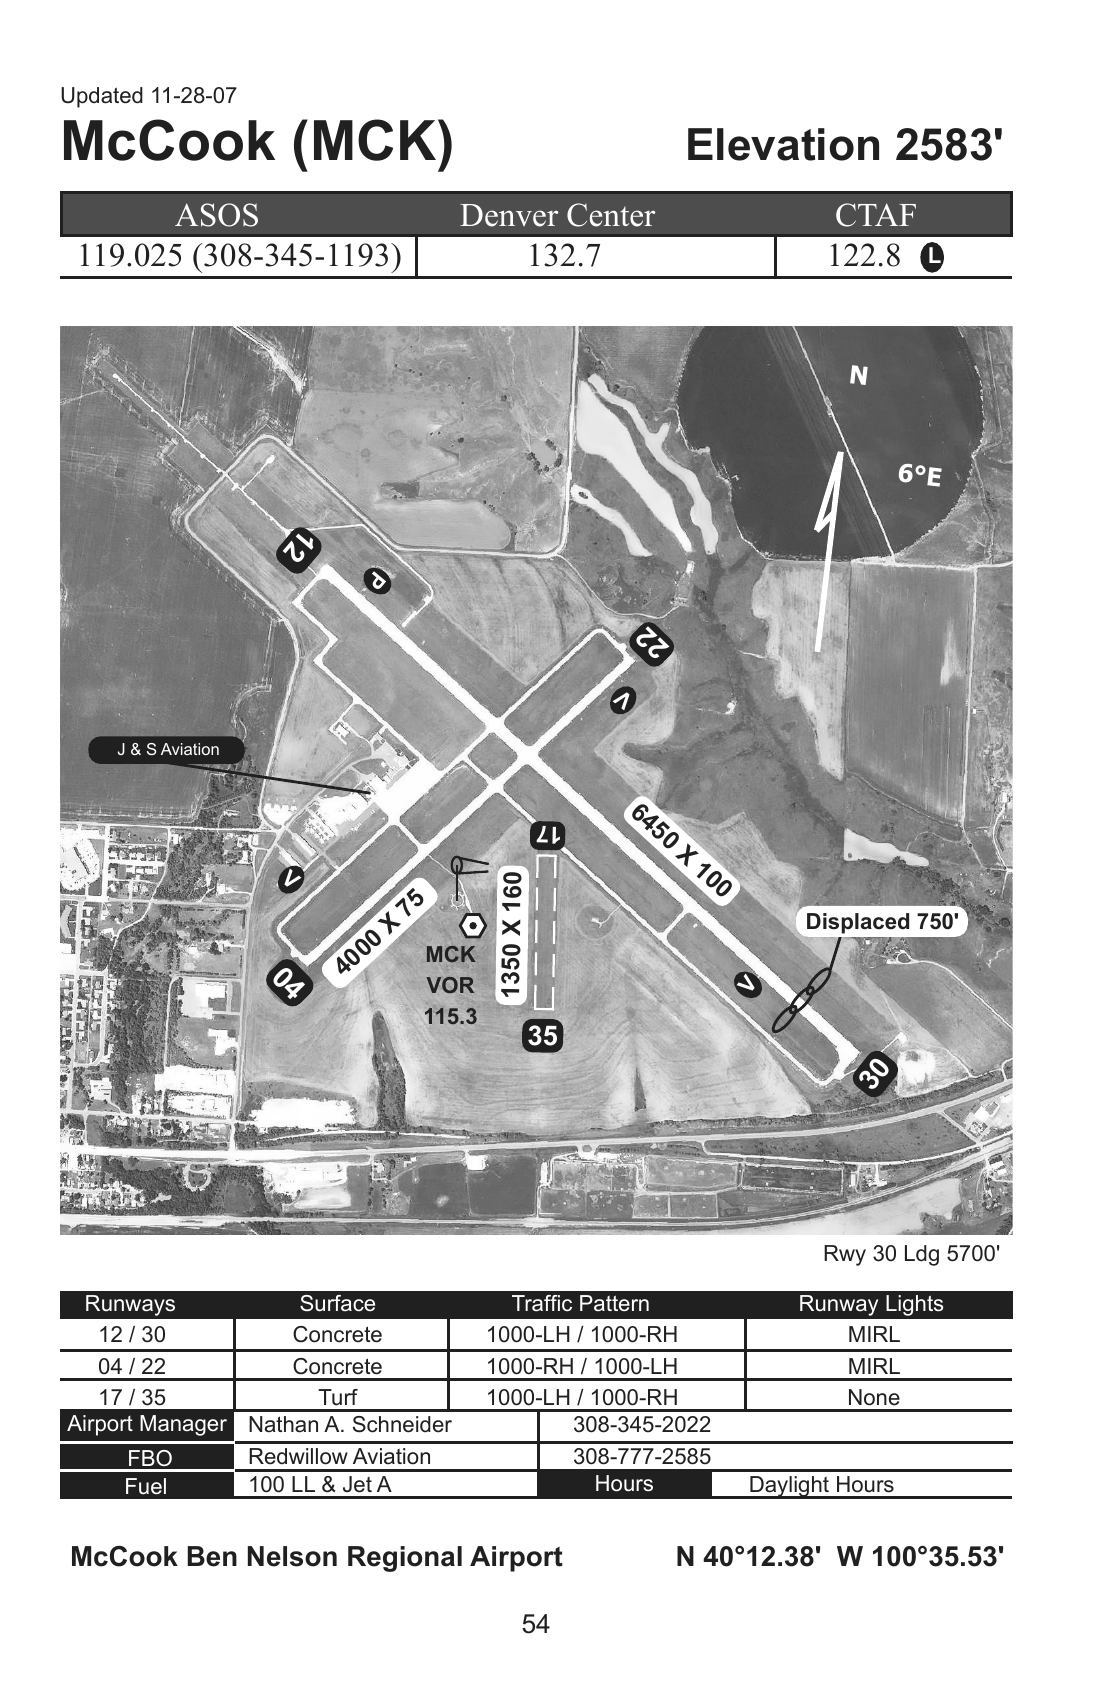 Updated 11-28-07
McCook (MCK) Elevation 2583'
ASOS Denver Center CTAF
119.025 (308-345-1193) 132.7 122.8 L
N
6°E
12
P
22
V
J & S Aviation
6450 X 100
17
V
4000 X 75
1350 X 160
Displaced 750'
04
MCK
VOR
115.3
V
35
30
Rwy 30 Ldg 5700'
Runways Surface Traffic Pattern Runway Lights
12 / 30 Concrete 1000-LH / 1000-RH MIRL
04 / 22 Concrete 1000-RH / 1000-LH MIRL
17 / 35 Turf 1000-LH / 1000-RH None
Airport Manager Nathan A. Schneider 308-345-2022
FBO Redwillow Aviation 308-777-2585
Fuel 100 LL & Jet A Hours Daylight Hours
McCook Ben Nelson Regional Airport N 40°12.38' W 100°35.53'
54